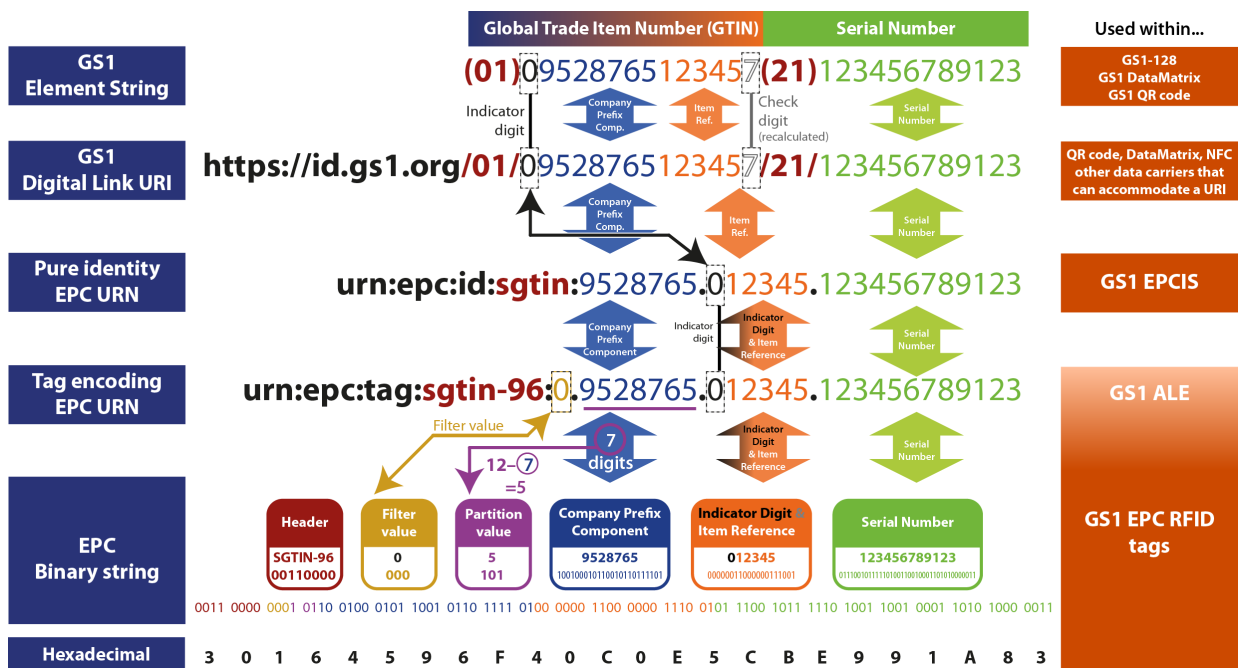 Global Trade Item Number (GTIN) Serial Number
Used within...
GS1
Element String
(01)09528765123457(21)123456789123
GS1-128
GS1 DataMatrix
GS1 QR code
Indicator
digit
Company
Prefix
Comp.
Item
Ref.
Check
digit
(recalculated)
Serial
Number
GS1
Digital Link URI
https://id.gs1.org/01/09528765123457/21/123456789123
QR code, DataMatrix, NFC
other data carriers that
can accommodate a URI
Company
Prefix
Comp.
Item
Ref.
Serial
Number
Pure identity
EPC URN
urn:epc:id:sgtin:9528765.012345.123456789123
GS1 EPCIS
Company
Prefix
Component
Indicator
digit
Indicator
Digit
& Item
Reference
Serial
Number
Tag encoding
EPC URN
urn:epc:tag:sgtin-96:0.9528765.012345.123456789123
GS1 ALE
Filter value
7
digits
12–7
=5
Indicator
Digit
& Item
Reference
Serial
Number
EPC
Binary string
GS1 EPC RFID
tags
Header
SGTIN-96
00110000
Filter
value
0
000
Partition
value
5
101
Company Prefix
Component
9528765
100100010110010110111101
Indicator Digit &
Item Reference
012345
00000011000000111001
Serial Number
123456789123
01110010111110100110010001101010000011
0011 0000 0001 0110 0100 0101 1001 0110 1111 0100 0000 1100 0000 1110 0101 1100 1011 1110 1001 1001 0001 1010 1000 0011
Hexadecimal
3 0 1 6 4 5 9 6 F 4 0 C 0 E 5 C B E 9 9 1 A 8 3